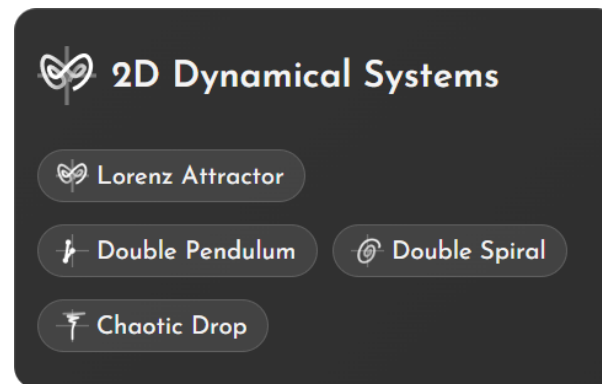 2D Dynamical Systems
Lorenz Attractor
Double Pendulum
Double Spiral
Chaotic Drop